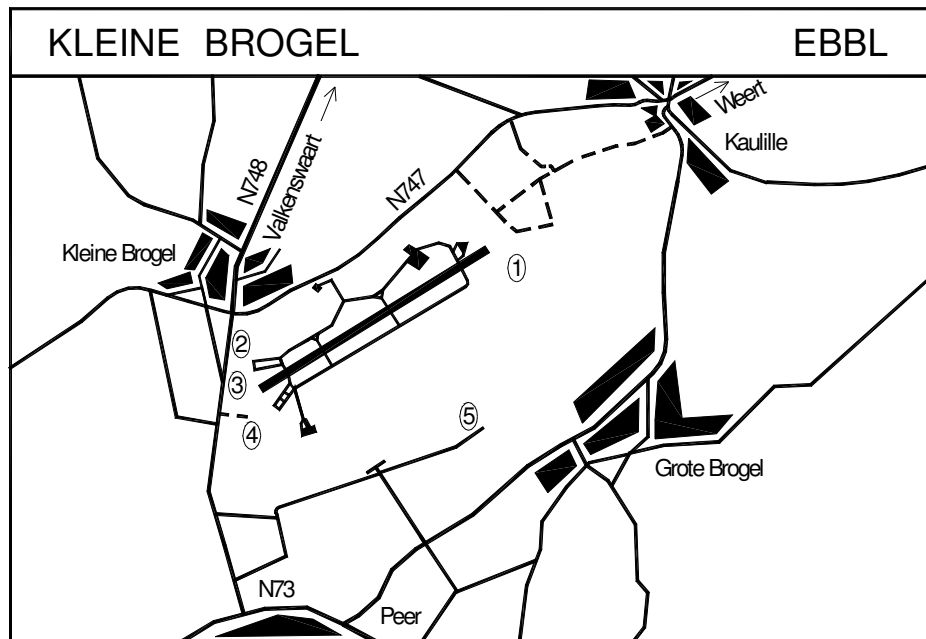 KLEINE BROGEL
EBBL
Weert
Kaulille
N748
Valkenswaart
N747
Kleine Brogel
1
2
3
4
5
Grote Brogel
N73
Peer